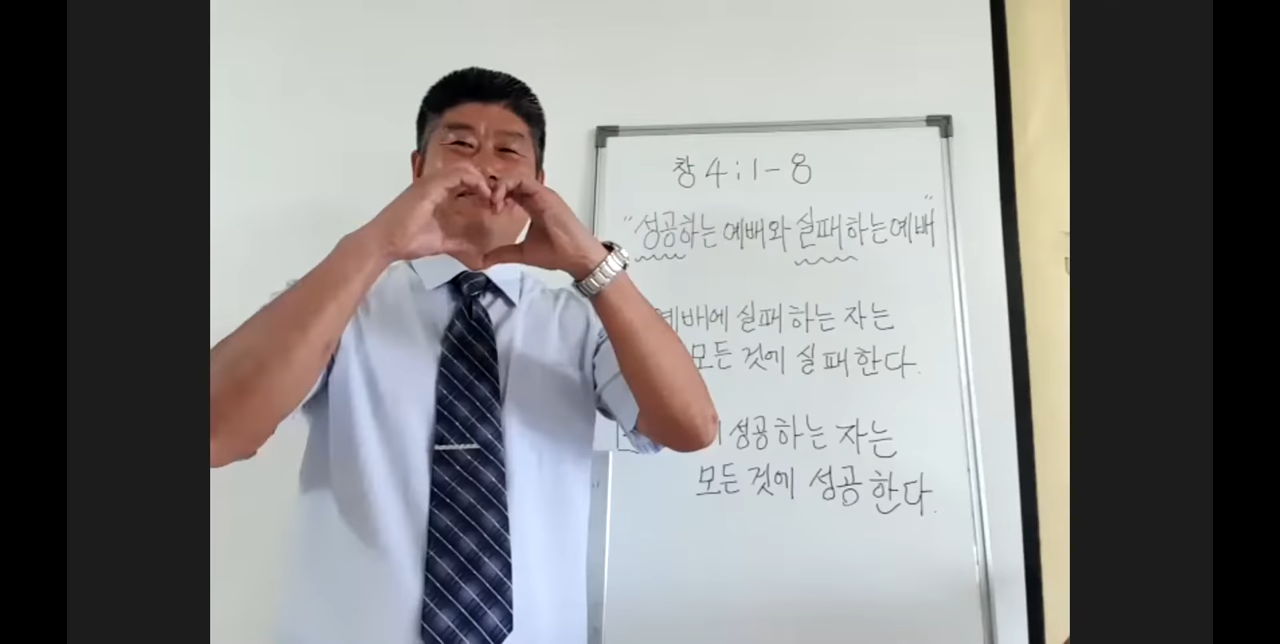 창 4:1-8
"성공하는 예배와 실패하는 예배"
예배에 실패하는 자는
모든 것에 실패한다.
성공하는 자는
모든 것에 성공한다.